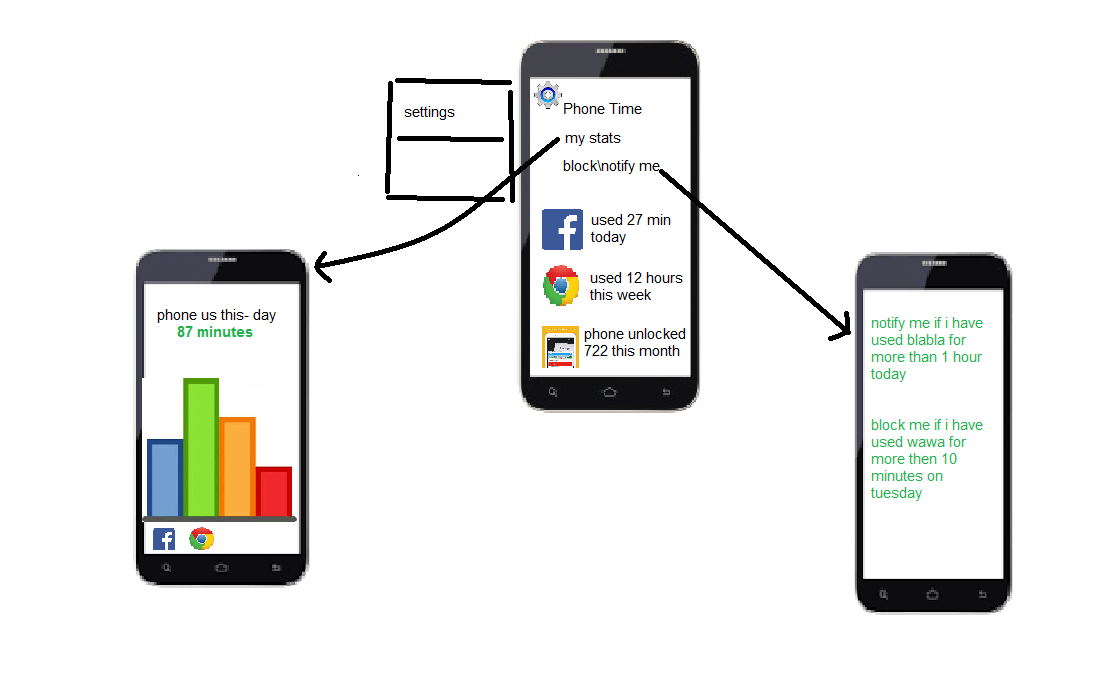 settings
Phone Time
my stats
block\notify me
used 27 min
today
used 12 hours
this week
phone unlocked
722 this month
phone us this- day
87 minutes
notify me if i have
used blabla for
more than 1 hour
today
block me if i have
used wawa for
more then 10
minutes on
tuesday